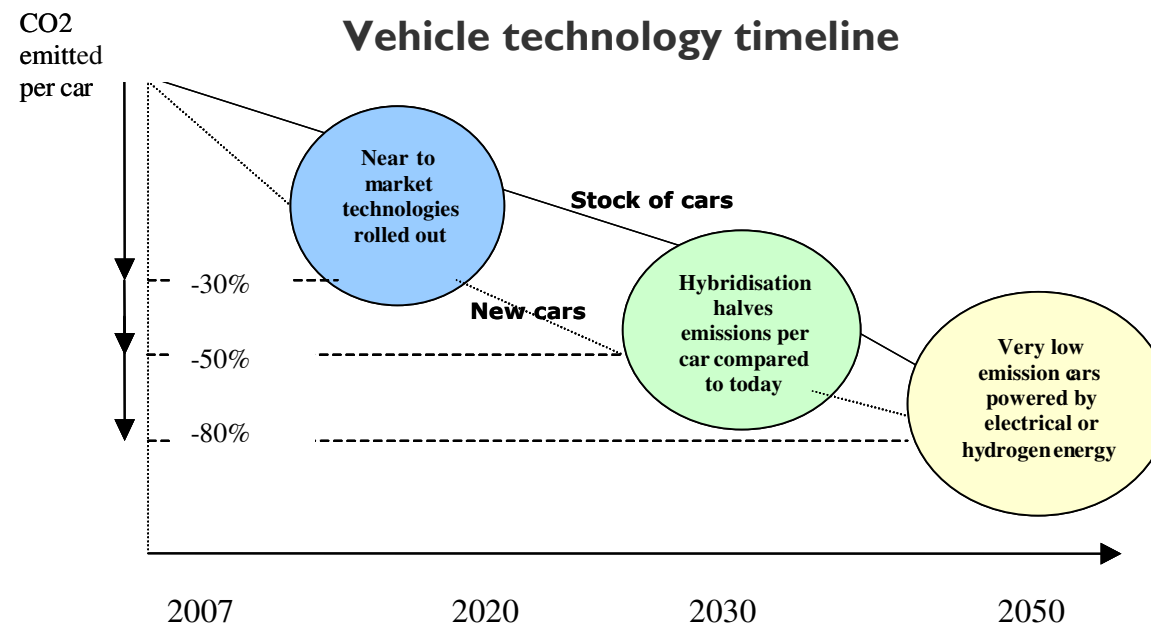 CO2
emitted
per car
Vehicle technology timeline
Near to
market
technologies
rolled out
Stock of cars
-30%
New cars
Hybridisation
halves
emissions per
car compared
to today
-50%
Very low
emission cars
powered by
electrical or
hydrogen energy
-80%
2007
2020
2030
2050